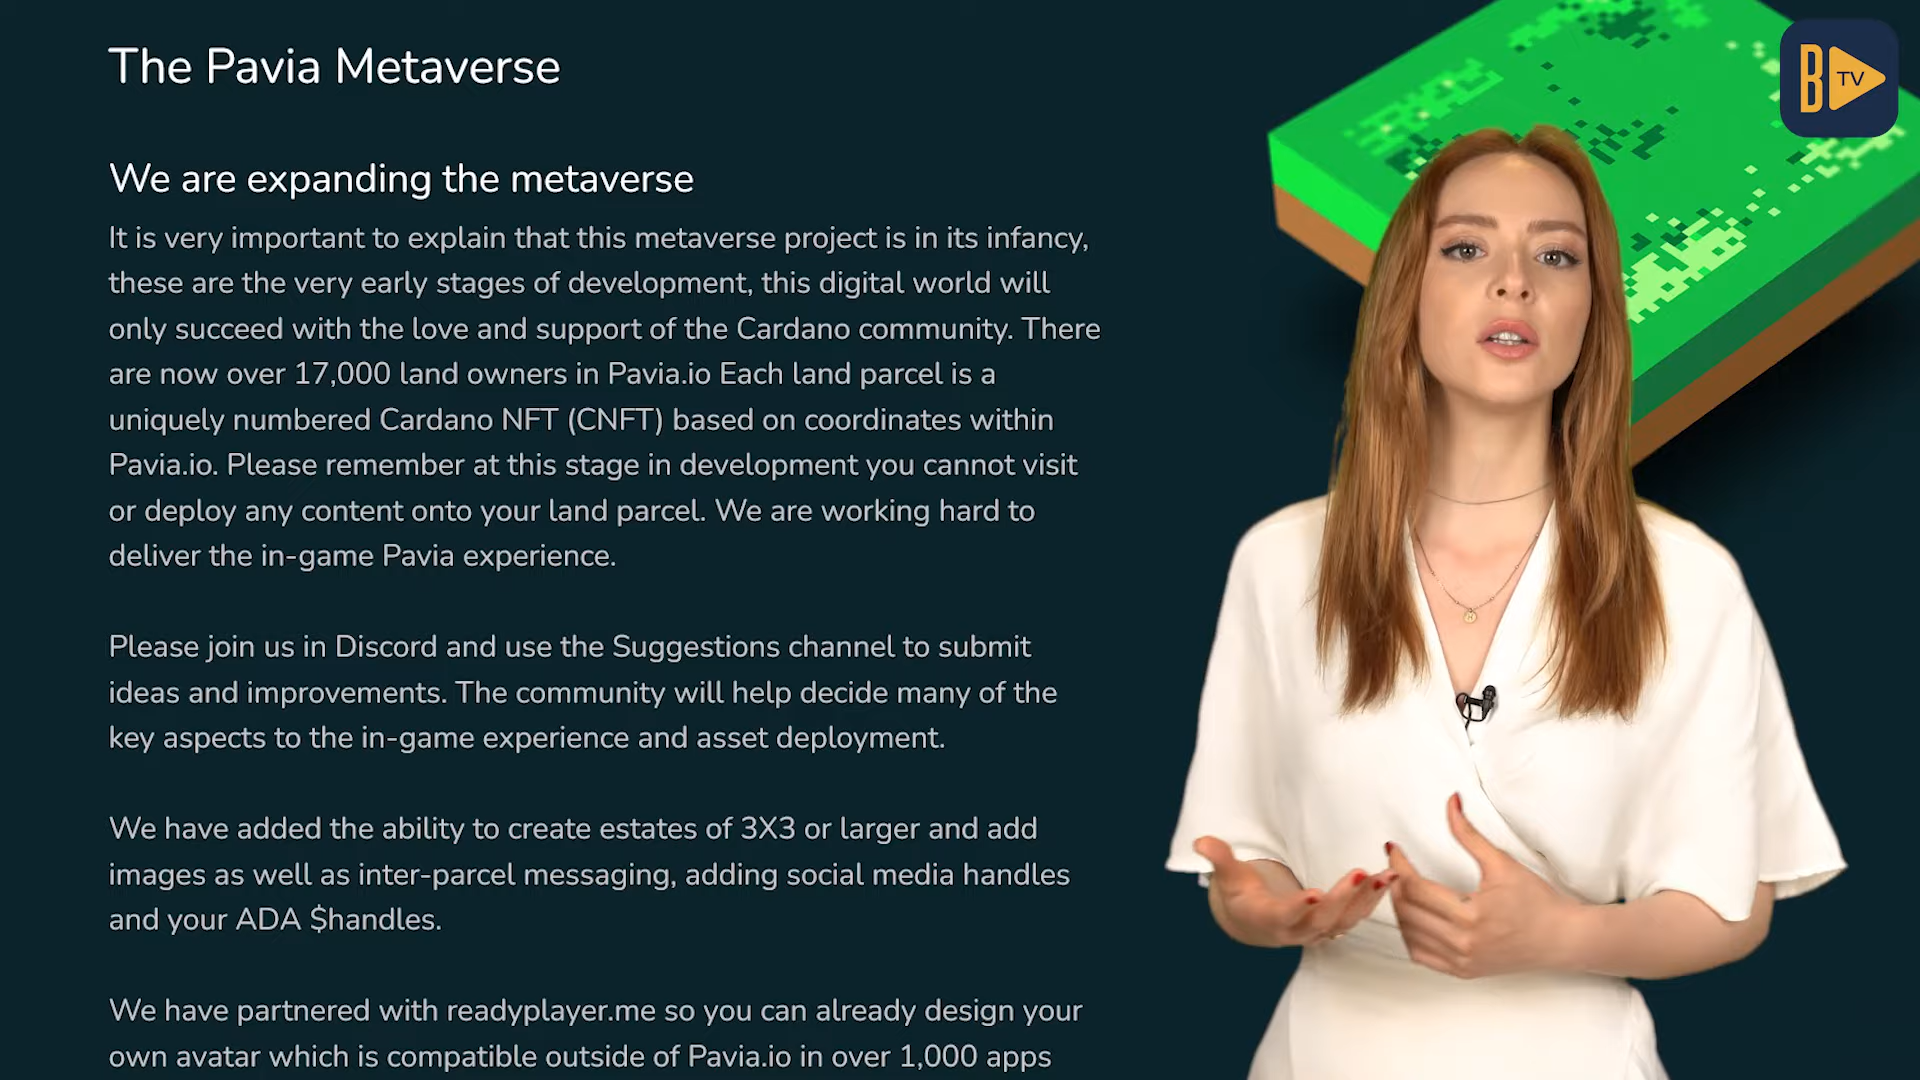 The Pavia Metaverse
B TV
We are expanding the metaverse
It is very important to explain that this metaverse project is in its infancy,
these are the very early stages of development, this digital world will
only succeed with the love and support of the Cardano community. There
are now over 17,000 land owners in Pavia.io Each land parcel is a
uniquely numbered Cardano NFT (CNFT) based on coordinates within
Pavia.io. Please remember at this stage in development you cannot visit
or deploy any content onto your land parcel. We are working hard to
deliver the in-game Pavia experience.
Please join us in Discord and use the Suggestions channel to submit
ideas and improvements. The community will help decide many of the
key aspects to the in-game experience and asset deployment.
We have added the ability to create estates of 3X3 or larger and add
images as well as inter-parcel messaging, adding social media handles
and your ADA $handles.
We have partnered with readyplayer.me so you can already design your
own avatar which is compatible outside of Pavia.io in over 1,000 apps